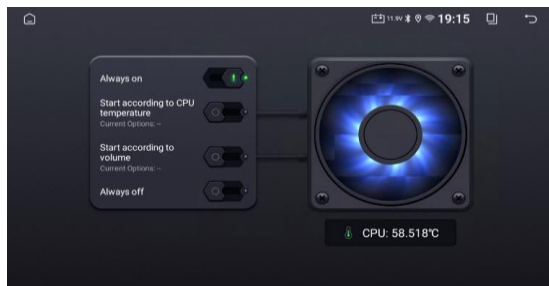 11.9V 19:15
Always on
Start according to CPU
temperature
Current Options: --
Start according to
volume
Current Options: --
Always off
CPU: 58.518℃